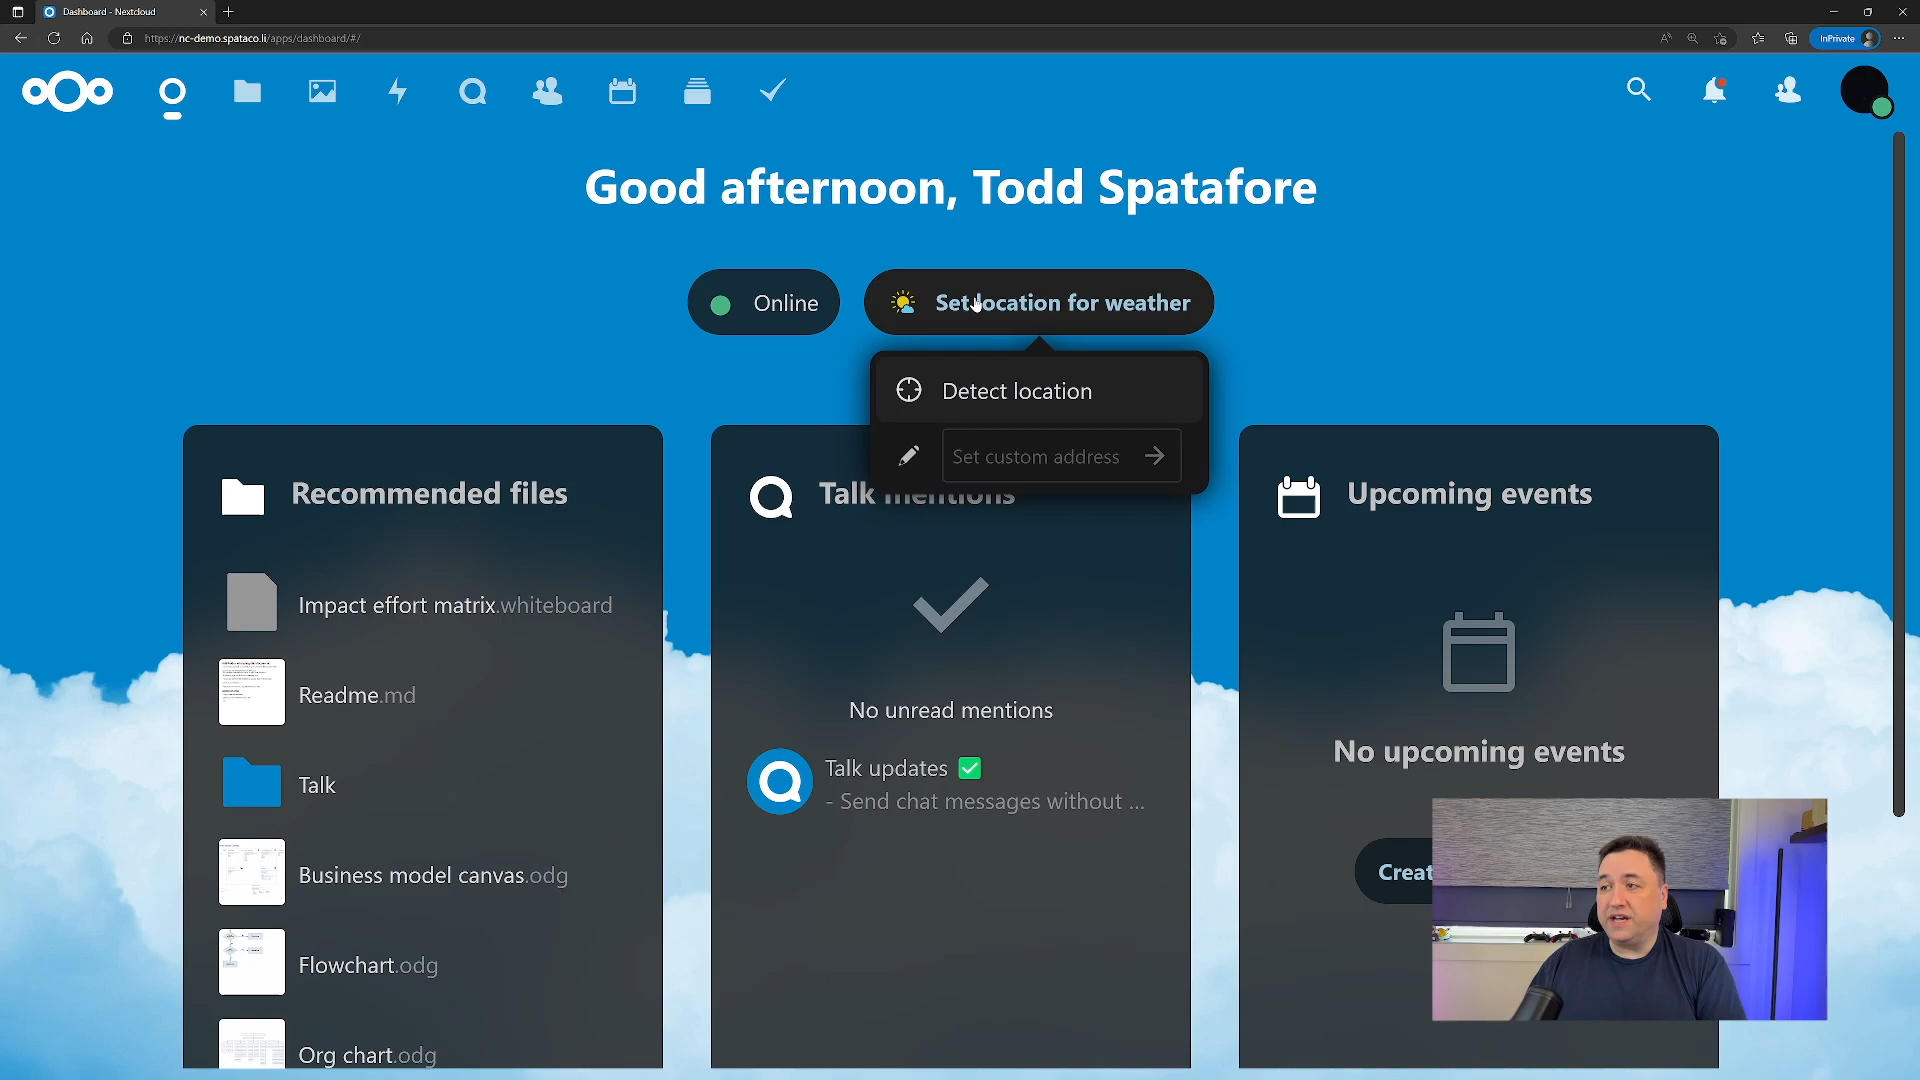 Dashboard - Nextcloud
https://nc-demo.spataco.li/apps/dashboard/#/
InPrivate
Good afternoon, Todd Spatafore
Online
Set location for weather
Detect location
Set custom address
Recommended files
Talk mentions
Upcoming events
Impact effort matrix.whiteboard
Readme.md
Talk
Business model canvas.odg
Flowchart.odg
Org chart.odg
No unread mentions
Talk updates ✅
- Send chat messages without ...
No upcoming events
Creat